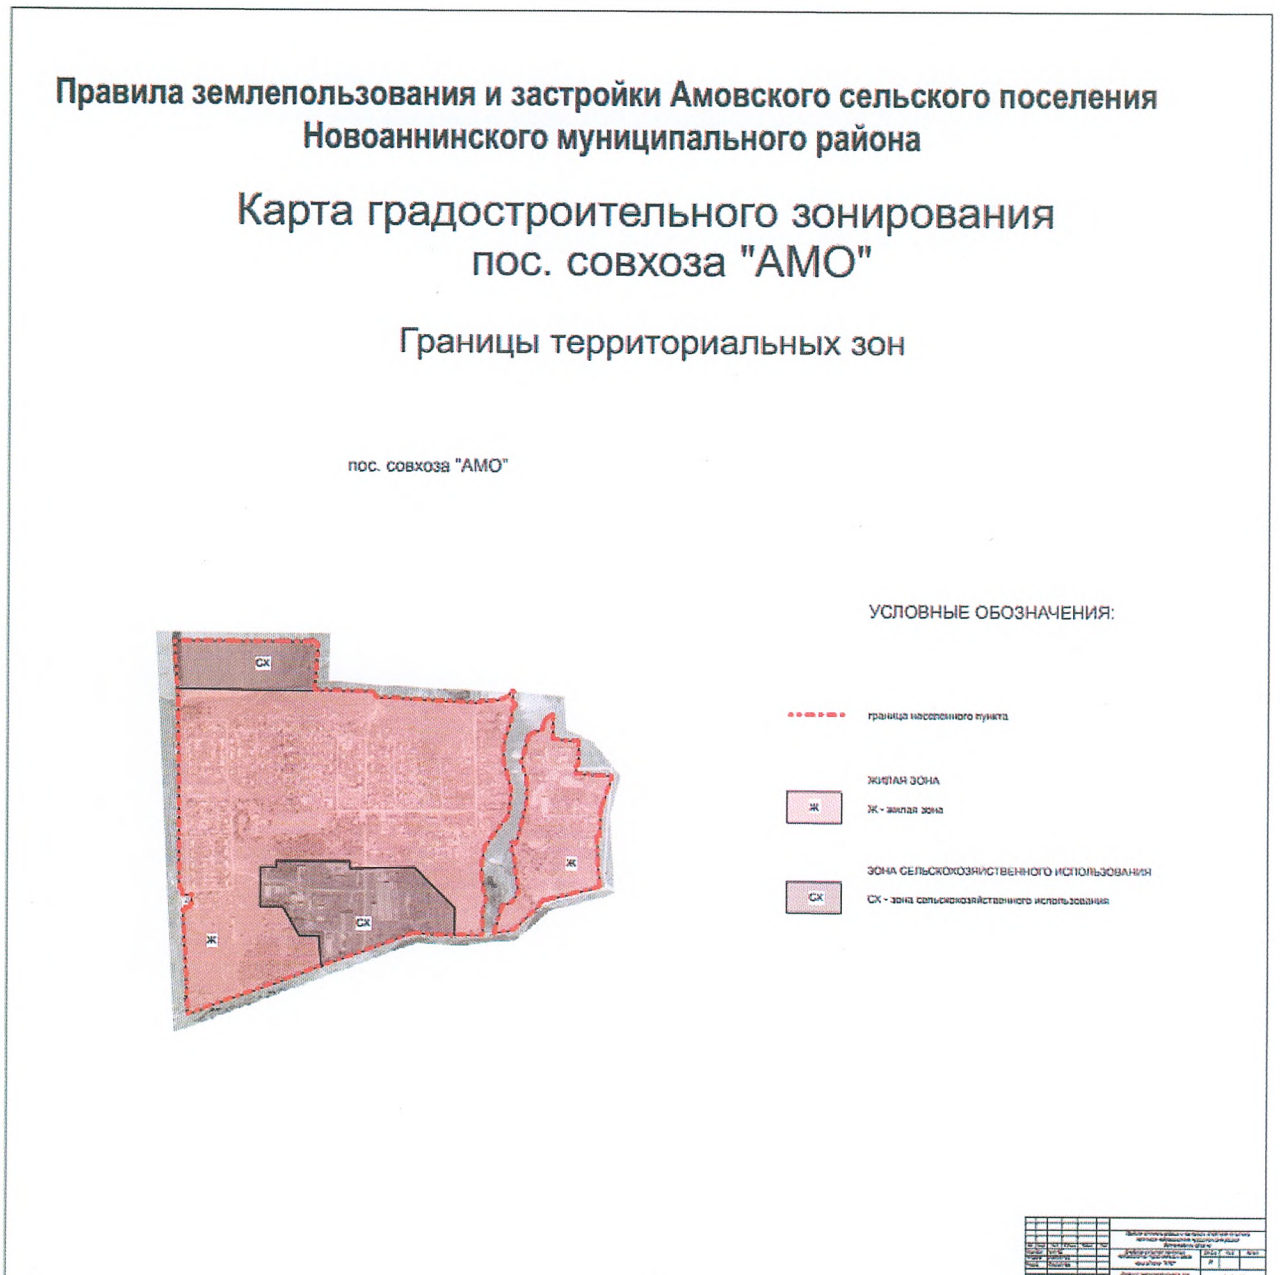 Правила землепользования и застройки Амовского сельского поселения
Новоаннинского муниципального района
Карта градостроительного зонирования
пос. совхоза "АМО"
Границы территориальных зон
пос. совхоза "АМО"
УСЛОВНЫЕ ОБОЗНАЧЕНИЯ:
граница населенного пункта
ЖИЛАЯ ЗОНА
Ж
Ж - жилая зона
ЗОНА СЕЛЬСКОХОЗЯЙСТВЕННОГО ИСПОЛЬЗОВАНИЯ
СХ
СХ - зона сельскохозяйственного использования
СХ
Ж
СХ
Ж